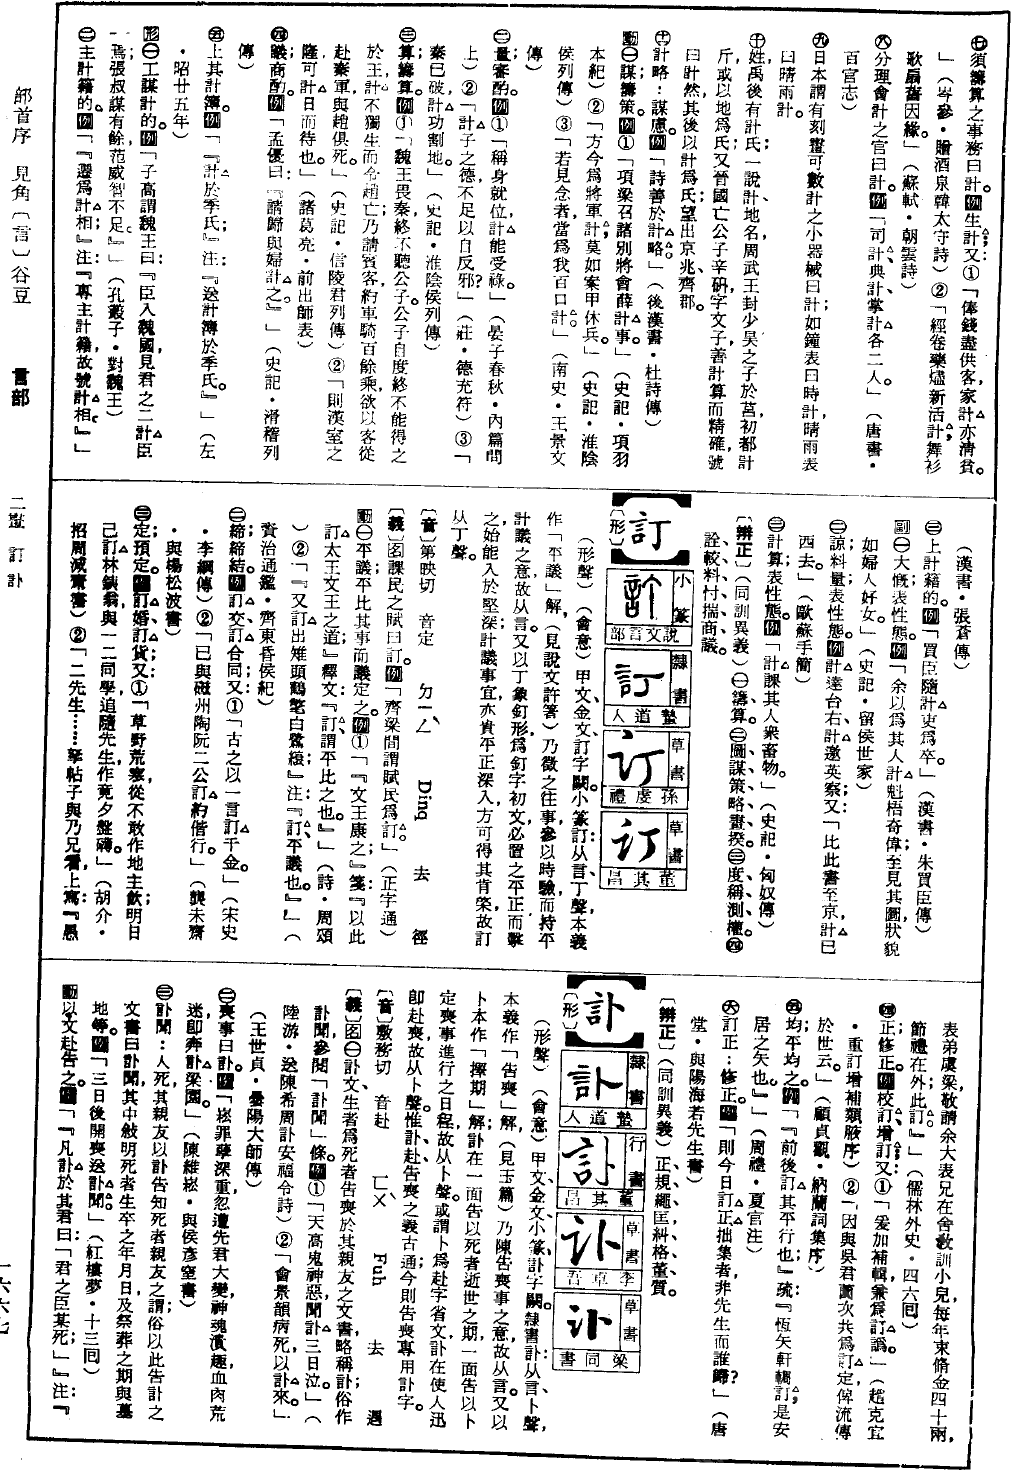 ㊆須籌算之事務曰計。例生計；又①「俸錢盡供客家計，亦清貧。
」（岑參・贈酒泉韓太守詩）②「經卷藥爐新活計，舞衫
歌扇舊因緣。」（蘇軾・朝雲詩）
㊇分理會計之官曰計。例「司計、典計、掌計各二人。」（唐書・
百官志）
㊈日本謂有刻盤可數計之小器械曰計，如鐘表曰時計，晴雨表
曰晴雨計。
㊉姓，禹後有計氏；一說計，地名，周武王封少昊之子於莒，初都計
斤，或以地爲氏；又晉國亡公子辛硏字文子善計算而精確，號
曰計然，其後以計爲氏，望出京兆、齊郡。
計略：謀慮。例「詩善於計略。」（後漢書・杜詩傳）
動㊀謀；籌策。例①「項梁召諸別將會薛計事。」（史記・項羽
本紀）②「方今爲將軍計，莫如案甲休兵。」（史記・淮陰
侯列傳）③「若見念者，當爲我百口計。」（南史・王景文
傳）
㊁量；審酌。例①「稱身就位，計能受祿。」（晏子春秋・內篇問
上）②「計子之德，不足以自反邪？」（莊・德充符）③「
秦已破，計功割地。」（史記・淮陰侯列傳）
㊂算；籌算。例①「魏王畏秦，終不聽公子。公子自度終不能得之
於王，計不獨生而令趙亡，乃請賓客，約車騎百餘乘，欲以客從
赴秦軍，與趙俱死。」（史記・信陵君列傳）②「則漢室之
隆，可計日而待也。」（諸葛亮・前出師表）
㊃議；商酌。例「孟優曰：『請歸與婦計之。』」（史記・滑稽列
傳）
㊄上其計簿。例「『計於季氏』；注：『送計簿於季氏。』」（左
・昭廿五年）
形㊀工謀計的。例「子高謂魏王曰：『臣入魏國見君之二計臣
焉，張叔謀有餘，范威智不足。』」（孔叢子・對魏王）
㊁主計籍的。例「『遷爲計相』；注：『專主計籍，故號計相。』」
（漢書・張蒼傳）
㊂上計籍的。例「買臣隨計吏爲卒。」（漢書・朱買臣傳）
副㊀大概；表性態。例「余以爲其人計魁梧奇偉，至見其圖，狀貌
如婦人好女。」（史記・留侯世家）
㊁諒；料量；表性態。例計達台右、計邀英察；又「比此書至京，計已
西去。」（歐蘇手簡）
㊂計算；表性態。例「計課其人衆畜物。」（史記・匈奴傳）
〔辨正〕（同訓異義）㊀籌、算。㊁圖、謀、策、略、畫、揆。㊂度、稱、測、權。㊃
詮、較、料、忖、揣、商、議。
訂
〔形〕
小篆
說文言部
隸書
蟄道人
草書
孫虔禮
草書
董其昌
（形聲）（會意）甲文、金文訂字闕。小篆訂：从言，丁聲，本義
作「平議」解，（見說文許箸）乃徵之往事，參以時驗而持平
計議之意，故从言。又以丁象釘形，爲釘字初文，必置之平正而擊
之始能入於堅深；計議事宜，亦貴平正深入，方可得其肯棨，故訂
从丁聲。
〔音〕第映切　音定　ㄉㄧㄥˋ　Ding　去　徑
〔義〕名課民之賦曰訂。例「齊梁間謂賦民爲訂。」（正字通）
動㊀平議；平比其事而議定之。例①「『文王康之』；箋：『以此
訂太王文王之道』；釋文：『訂、謂平比之也。』」（詩・周頌
）②「『又訂出雉頭鶴氅白鷺縗』；注：『訂，平議也。』」（
資治通鑑・齊東昏侯紀）
㊁締；締結。例訂交、訂合同；又①「古之以一言訂千金。」（宋史
・李綱傳）②「已與磁州陶阮二公訂約偕行。」（龔未齋
・與楊松波書）
㊂定；預定。例訂婚、訂貨；又①「草野荒寒，從不敢作地主飲，明日
己訂林鐵翁與一二同學追隨先生，作竟夕盤礴。」（胡介・
招周減齋書）②「二先生……拏帖子與乃兄看，上寫『愚
表弟虞梁，敬請余大表兄在舍敎訓小兒，每年束脩金四十兩，
節禮在外，此訂。』」（儒林外史・四六囘）
㊃正；修正。例校訂、增訂；又①「爰加補輯，兼爲訂譌。」（趙克宜
・重訂增補類腋序）②「因與吳君薗次共爲訂定，俾流傳
於世云。」（顧貞觀・納蘭詞集序）
㊄均；平均之。例「『前後訂其平行也』；疏：『恆矢軒輖訂，是安
居之矢也。』」（周禮・夏官注）
㊅訂正；修正。例「則今日訂正拙集者，非先生而誰歸？」（唐
堂・與陽海若先生書）
〔辨正〕（同訓異義）正、規、繩、匡、糾、格、董、質。
訃
〔形〕
隸書
蟄道人
行書
董其昌
草書
李卓吾
草書
梁同書
（形聲）（會意）甲文、金文、小篆訃字闕。隸書訃：从言，卜聲，
本義作「告喪」解，（見玉篇）乃陳告喪事之意，故从言。又以
卜本作「擇期」解，訃在一面告以死者逝世之期，一面告以卜
定喪事進行之日程，故从卜聲。或謂卜爲赴字省文，訃在使人迅
卽赴喪，故从卜聲。惟訃、赴告喪之義古通，今則告喪專用訃字。
〔音〕敷務切　音赴　ㄈㄨˋ　Fuh　去　遇
〔義〕名㊀訃文，生者爲死者告喪於其親友之文書，略稱訃，俗作
訃聞，參閱「訃聞」條。例①「天高鬼神惡，聞訃三日泣。」（
陸游・送陳希周訃安福令詩）②「會景韻病死，以訃來。」
（王世貞・曇陽大師傳）
㊁喪事曰訃。例「崧罪孽深重，忽遭先君大變，神魂潰越，血肉荒
迷，卽奔訃梁園。」（陳維崧・與侯彥窒書）
㊂訃聞：人死，其親友以訃告知死者親友之謂，俗以此告訃之
文書曰訃聞，其中敍明死者生卒之年月日，及祭葬之期與墓
地等。例「三日後開喪送訃聞。」（紅樓夢・十三囘）
動以文赴告之。例「『凡訃於其君曰：「君之臣某死」』；注：『
部首序　見角〔言〕谷豆
言部
二畫　訂訃
一六六七